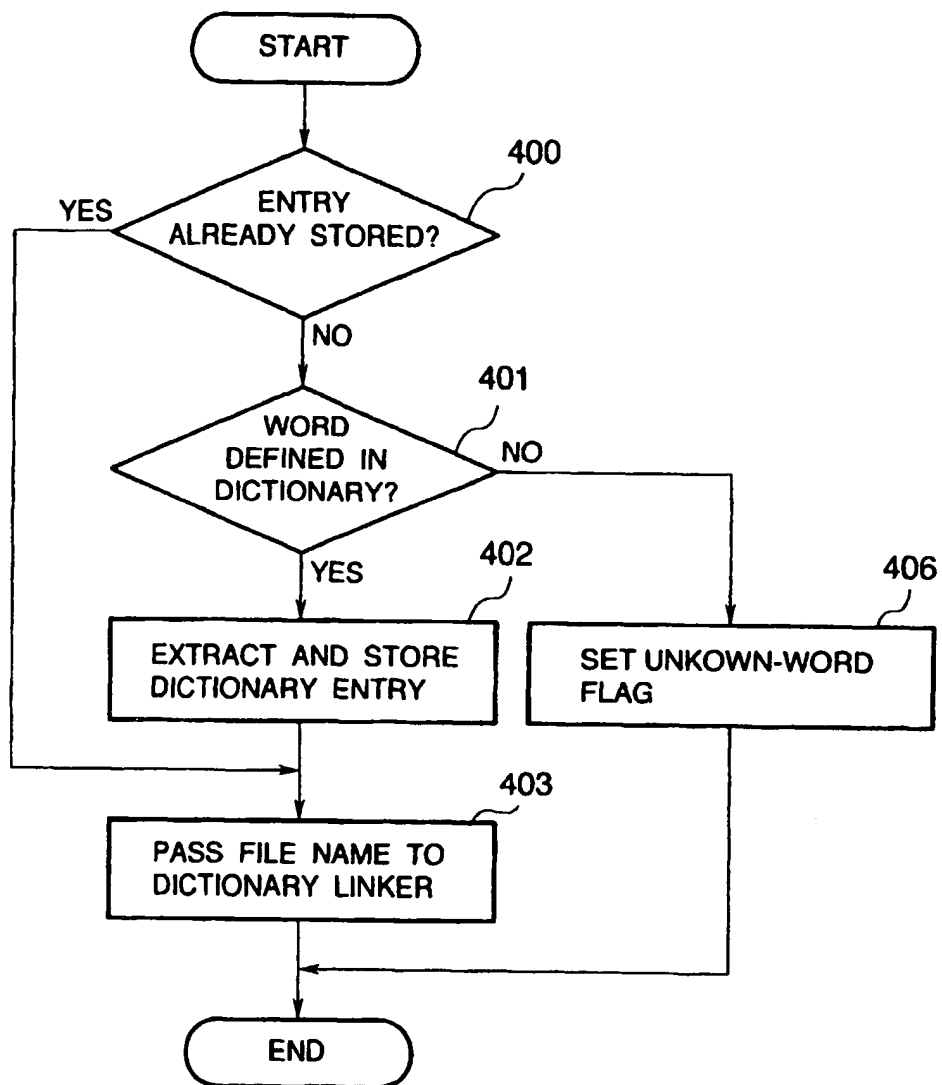 START
400
YES
ENTRY
ALREADY STORED?
NO
401
WORD
DEFINED IN
DICTIONARY?
NO
YES
402
EXTRACT AND STORE
DICTIONARY ENTRY
406
SET UNKOWN-WORD
FLAG
403
PASS FILE NAME TO
DICTIONARY LINKER
END